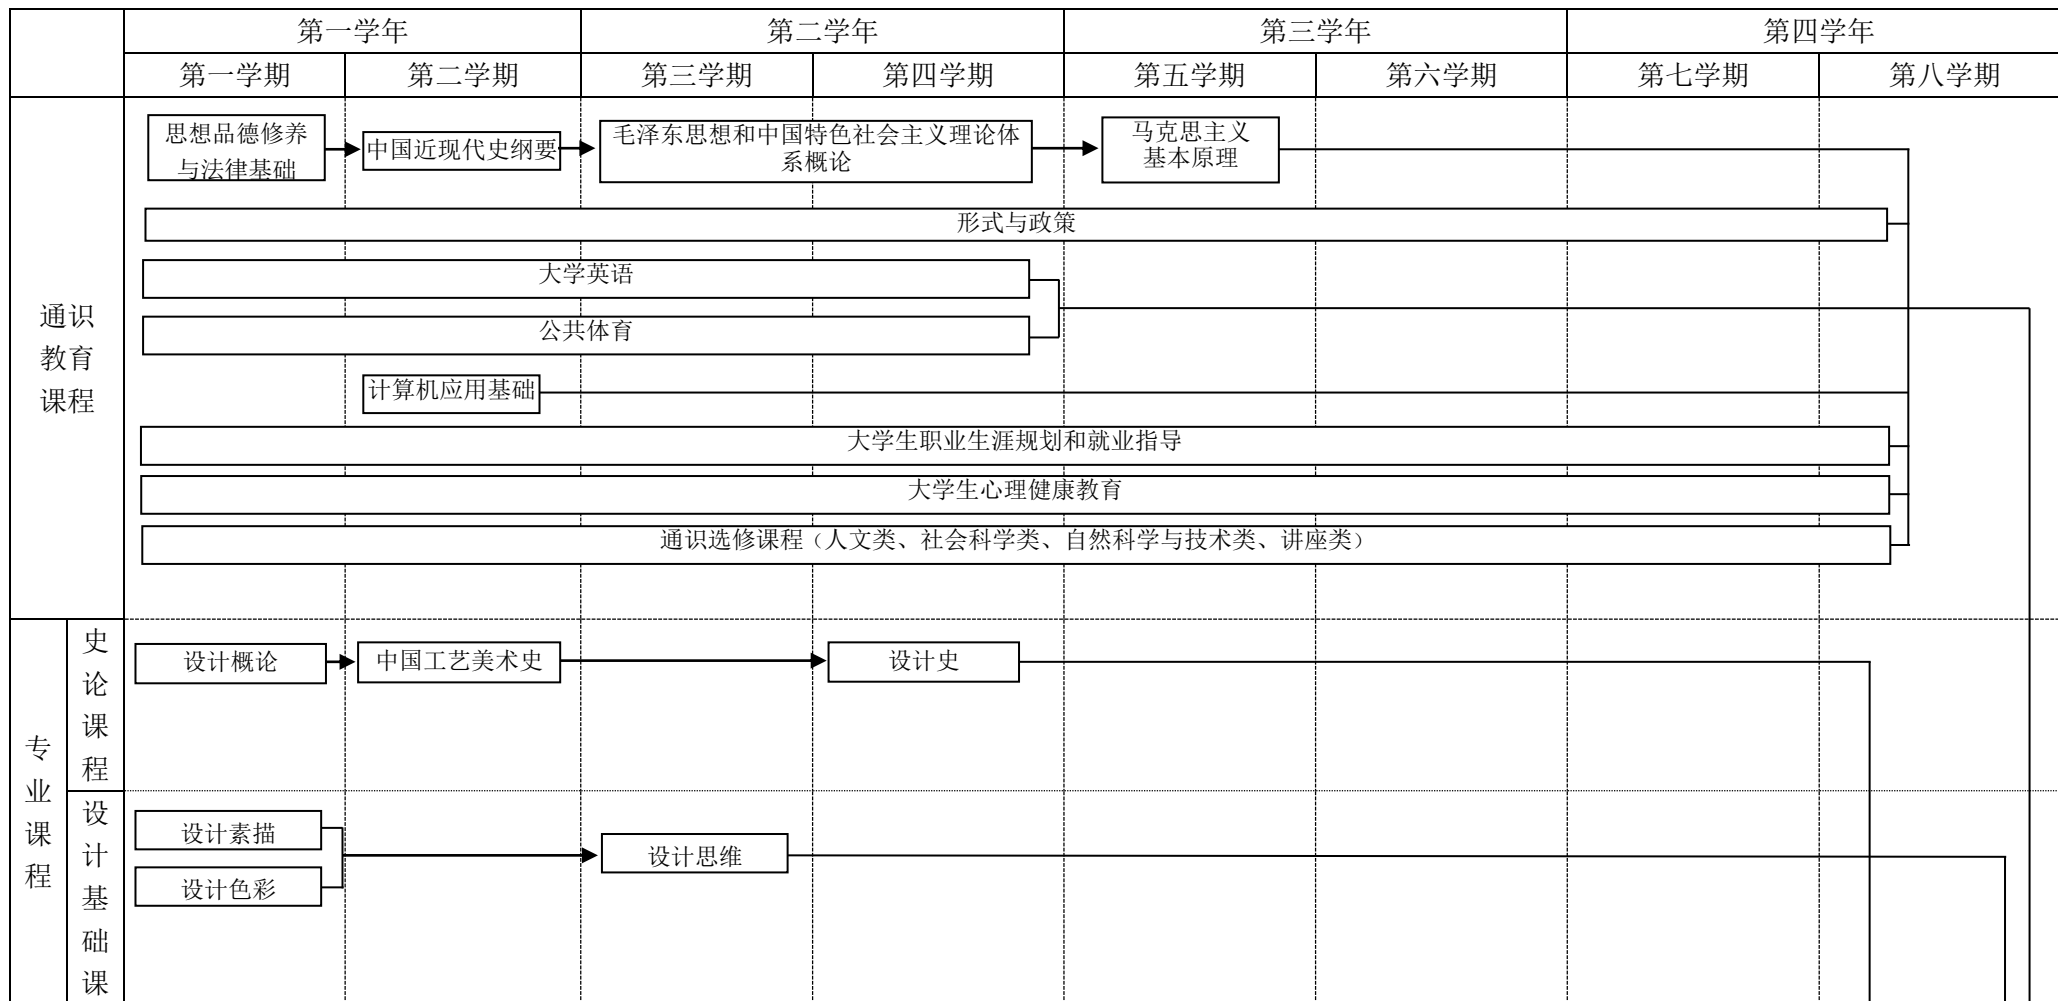 第一学年
第二学年
第三学年
第四学年
第一学期
第二学期
第三学期
第四学期
第五学期
第六学期
第七学期
第八学期
通识
教育
课程
思想品德修养
与法律基础
中国近现代史纲要
毛泽东思想和中国特色社会主义理论体
系概论
马克思主义
基本原理
形式与政策
大学英语
公共体育
计算机应用基础
大学生职业生涯规划和就业指导
大学生心理健康教育
通识选修课程（人文类、社会科学类、自然科学与技术类、讲座类）
专
业
课
程
史
论
课
程
设计概论
中国工艺美术史
设计史
设
计
基
础
课
设计素描
设计色彩
设计思维